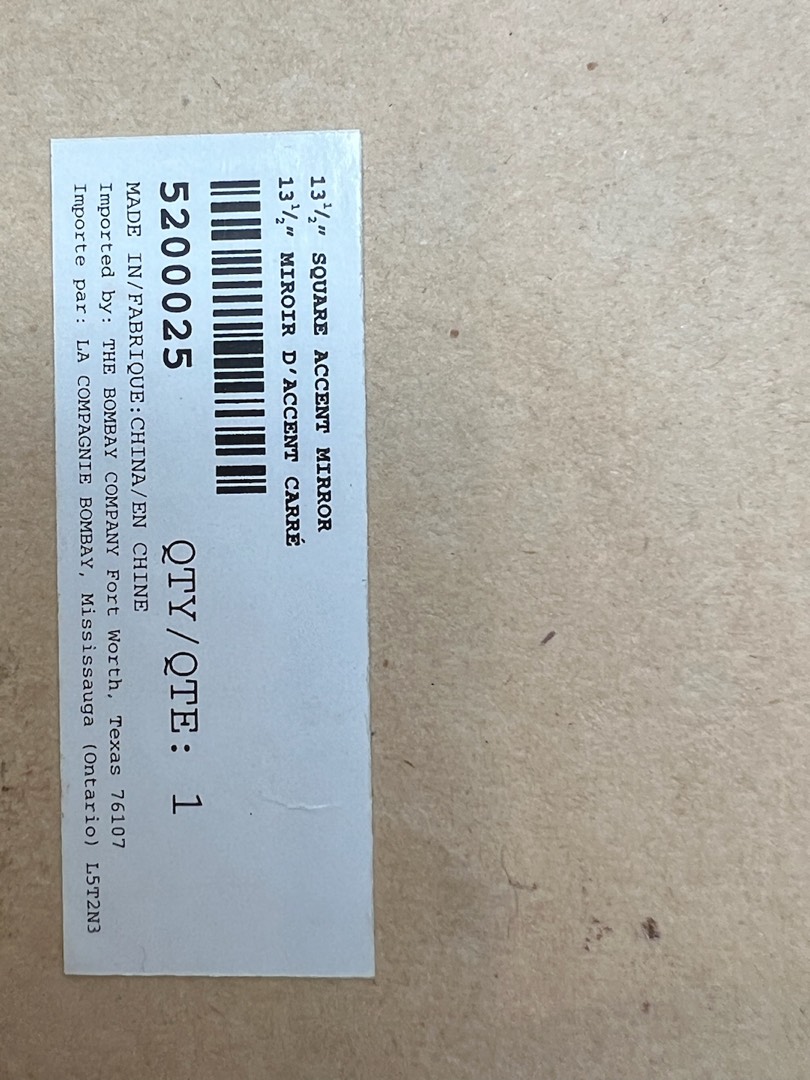 13½" SQUARE ACCENT MIRROR
13½" MIROIR D'ACCENT CARRÉ
5200025 QTY/QTE: 1
MADE IN/FABRIQUE:CHINA/EN CHINE
Imported by: THE BOMBAY COMPANY Fort Worth, Texas 76107
Importe par: LA COMPAGNIE BOMBAY, Mississauga (Ontario) L5T2N3